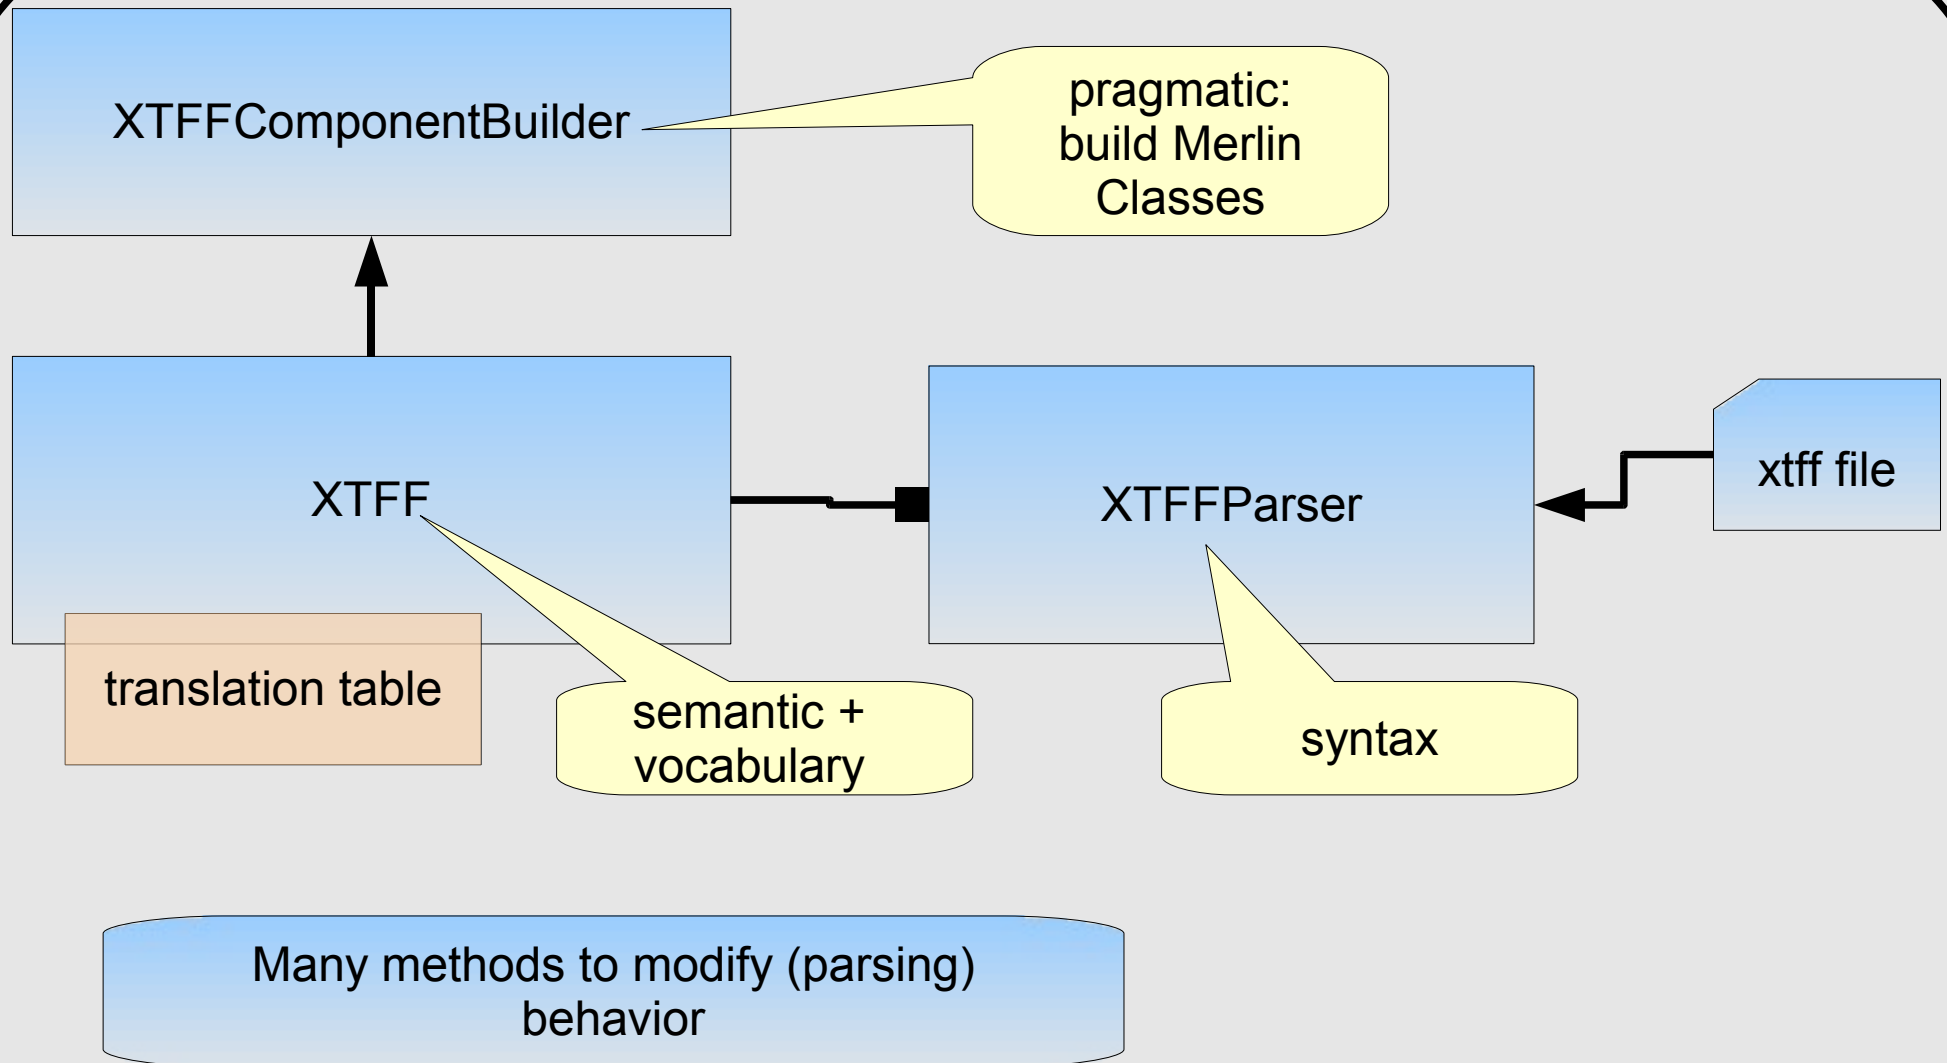 XTFFComponentBuilder
pragmatic:
build Merlin
Classes
XTFF
XTFFParser
xtff file
translation table
semantic +
vocabulary
syntax
Many methods to modify (parsing)
behavior